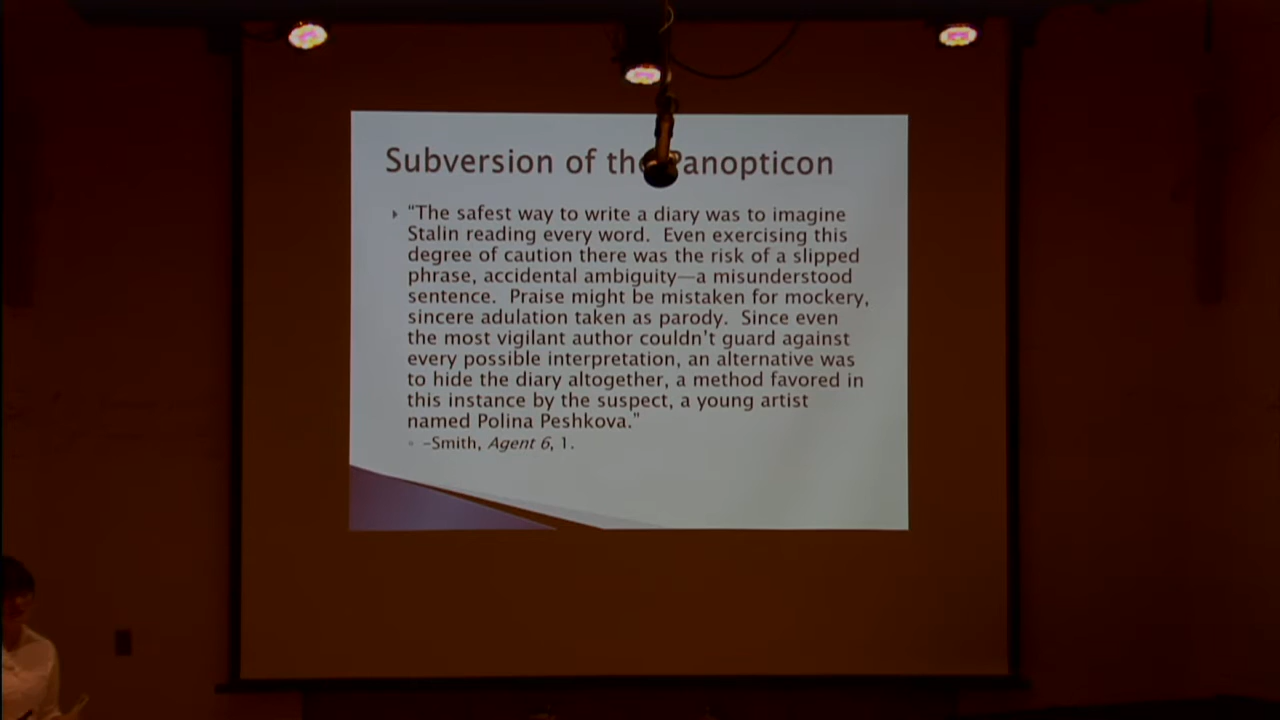 Subversion of the Panopticon
“The safest way to write a diary was to imagine
Stalin reading every word.  Even exercising this
degree of caution there was the risk of a slipped
phrase, accidental ambiguity—a misunderstood
sentence.  Praise might be mistaken for mockery,
sincere adulation taken as parody.  Since even
the most vigilant author couldn’t guard against
every possible interpretation, an alternative was
to hide the diary altogether, a method favored in
this instance by the suspect, a young artist
named Polina Peshkova.”
–Smith, Agent 6, 1.